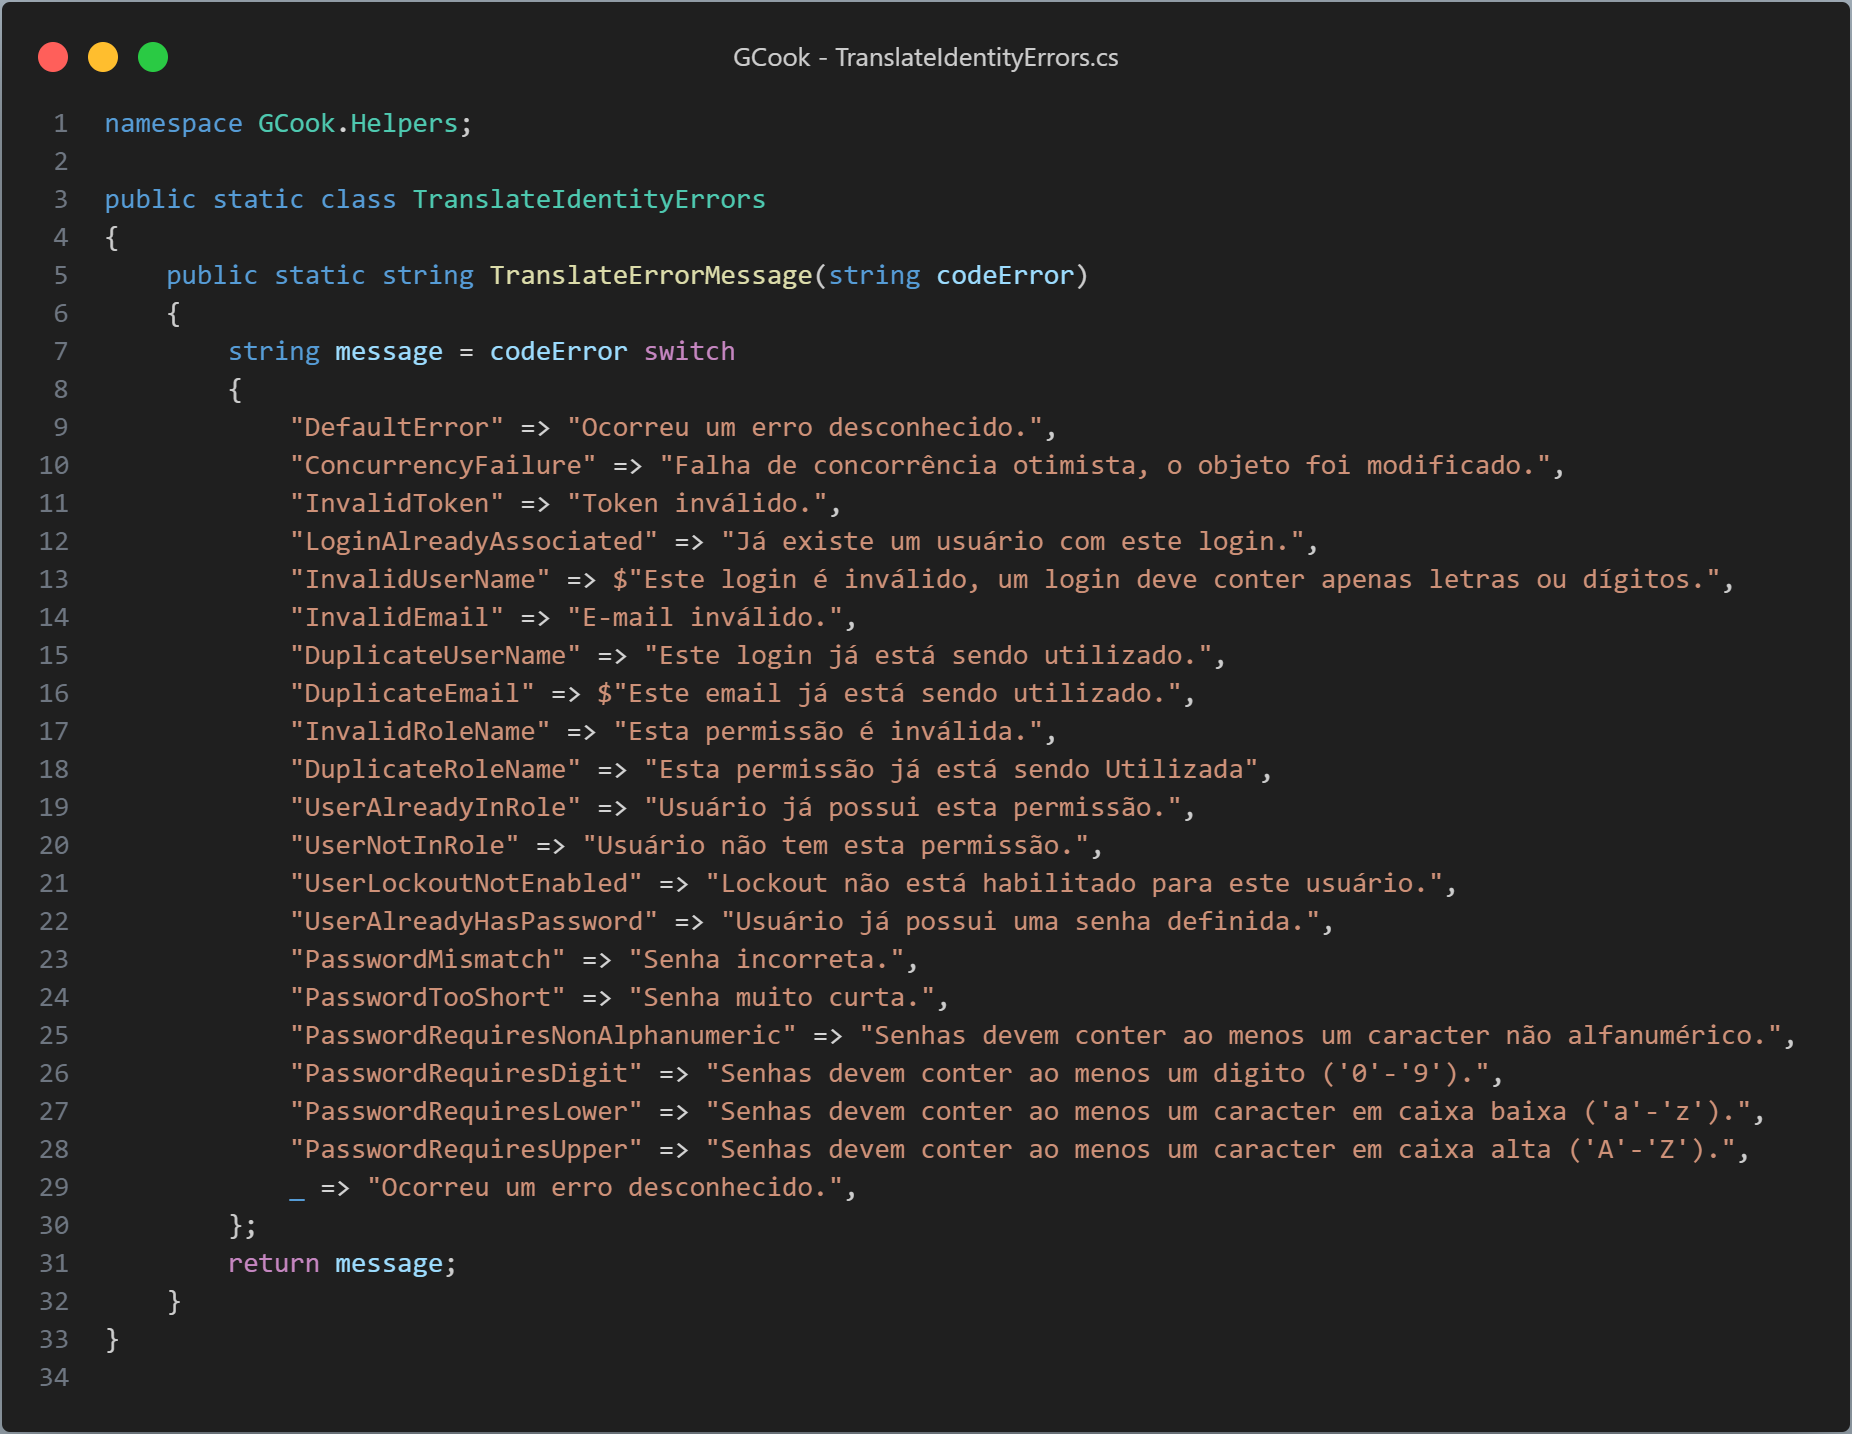 GCook - TranslateIdentityErrors.cs
1 namespace GCook.Helpers;
2
3 public static class TranslateIdentityErrors
4 {
5     public static string TranslateErrorMessage(string codeError)
6     {
7         string message = codeError switch
8         {
9             "DefaultError" => "Ocorreu um erro desconhecido.",
10             "ConcurrencyFailure" => "Falha de concorrência otimista, o objeto foi modificado.",
11             "InvalidToken" => "Token inválido.",
12             "LoginAlreadyAssociated" => "Já existe um usuário com este login.",
13             "InvalidUserName" => $"Este login é inválido, um login deve conter apenas letras ou dígitos.",
14             "InvalidEmail" => "E-mail inválido.",
15             "DuplicateUserName" => "Este login já está sendo utilizado.",
16             "DuplicateEmail" => $"Este email já está sendo utilizado.",
17             "InvalidRoleName" => "Esta permissão é inválida.",
18             "DuplicateRoleName" => "Esta permissão já está sendo Utilizada",
19             "UserAlreadyInRole" => "Usuário já possui esta permissão.",
20             "UserNotInRole" => "Usuário não tem esta permissão.",
21             "UserLockoutNotEnabled" => "Lockout não está habilitado para este usuário.",
22             "UserAlreadyHasPassword" => "Usuário já possui uma senha definida.",
23             "PasswordMismatch" => "Senha incorreta.",
24             "PasswordTooShort" => "Senha muito curta.",
25             "PasswordRequiresNonAlphanumeric" => "Senhas devem conter ao menos um caracter não alfanumérico.",
26             "PasswordRequiresDigit" => "Senhas devem conter ao menos um digito ('0'-'9').",
27             "PasswordRequiresLower" => "Senhas devem conter ao menos um caracter em caixa baixa ('a'-'z').",
28             "PasswordRequiresUpper" => "Senhas devem conter ao menos um caracter em caixa alta ('A'-'Z').",
29             _ => "Ocorreu um erro desconhecido.",
30         };
31         return message;
32     }
33 }
34